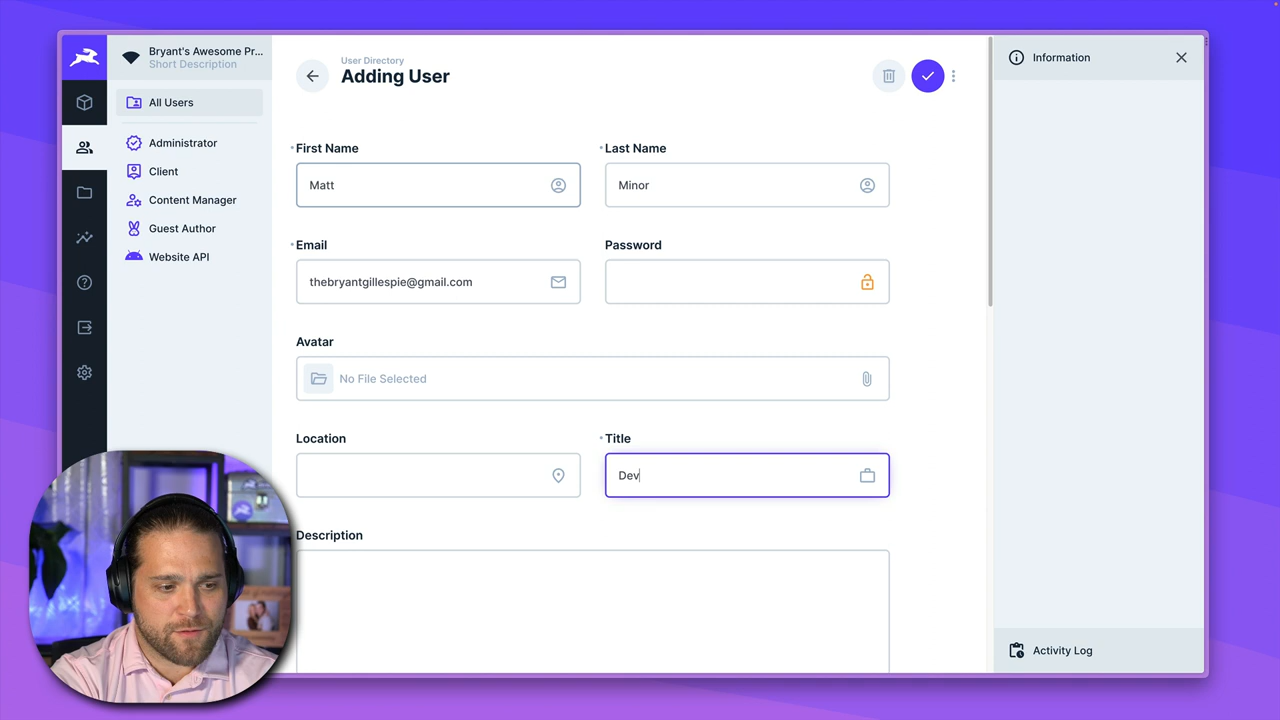 Bryant's Awesome Pr...
Short Description
All Users
Administrator
Client
Content Manager
Guest Author
Website API
User Directory
Adding User
First Name
Last Name
Matt
Minor
Email
Password
thebryantgillespie@gmail.com
Avatar
No File Selected
Location
Title
Dev
Description
Information
Activity Log